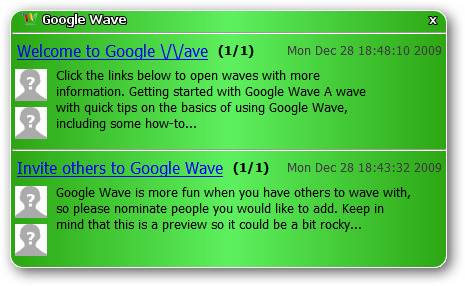 Google Wave x
Welcome to Google \/\/ave (1/1) Mon Dec 28 18:48:10 2009
Click the links below to open waves with more
information. Getting started with Google Wave A wave
with quick tips on the basics of using Google Wave,
including some how-to...
Invite others to Google Wave (1/1) Mon Dec 28 18:43:32 2009
Google Wave is more fun when you have others to wave with,
so please nominate people you would like to add. Keep in
mind that this is a preview so it could be a bit rocky...